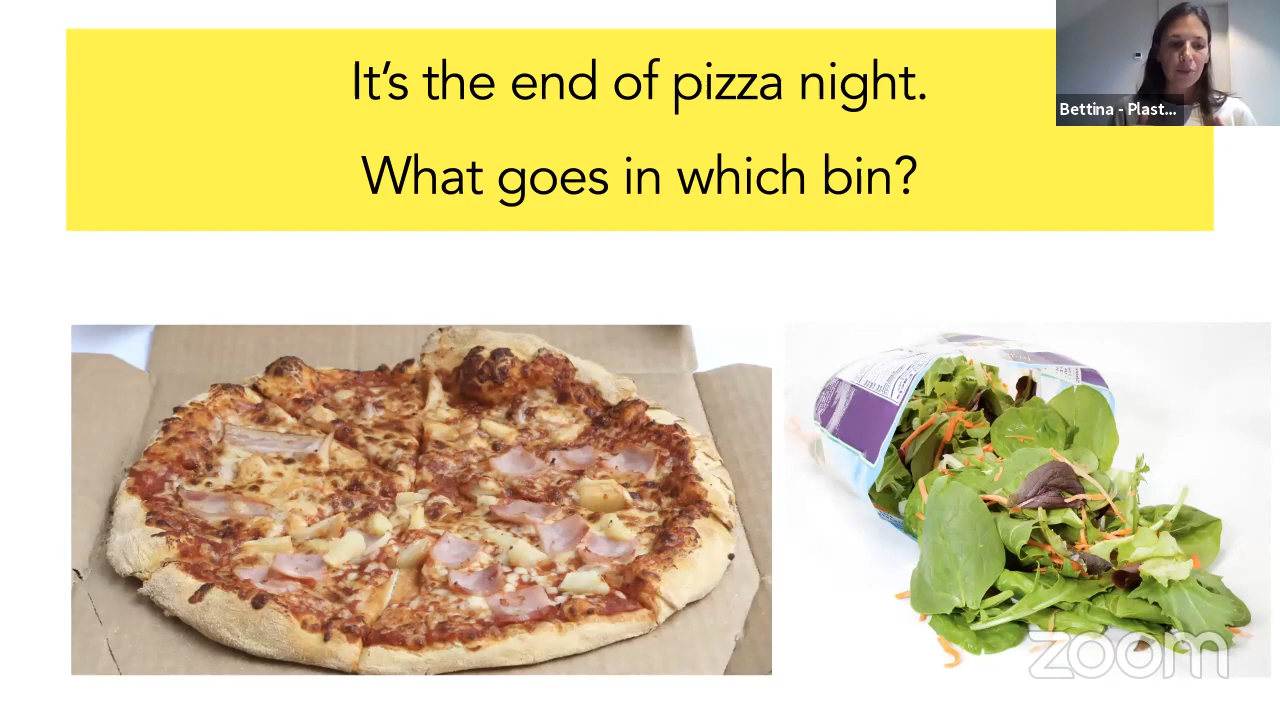 It's the end of pizza night.
What goes in which bin?
Bettina - Plast...
zoom